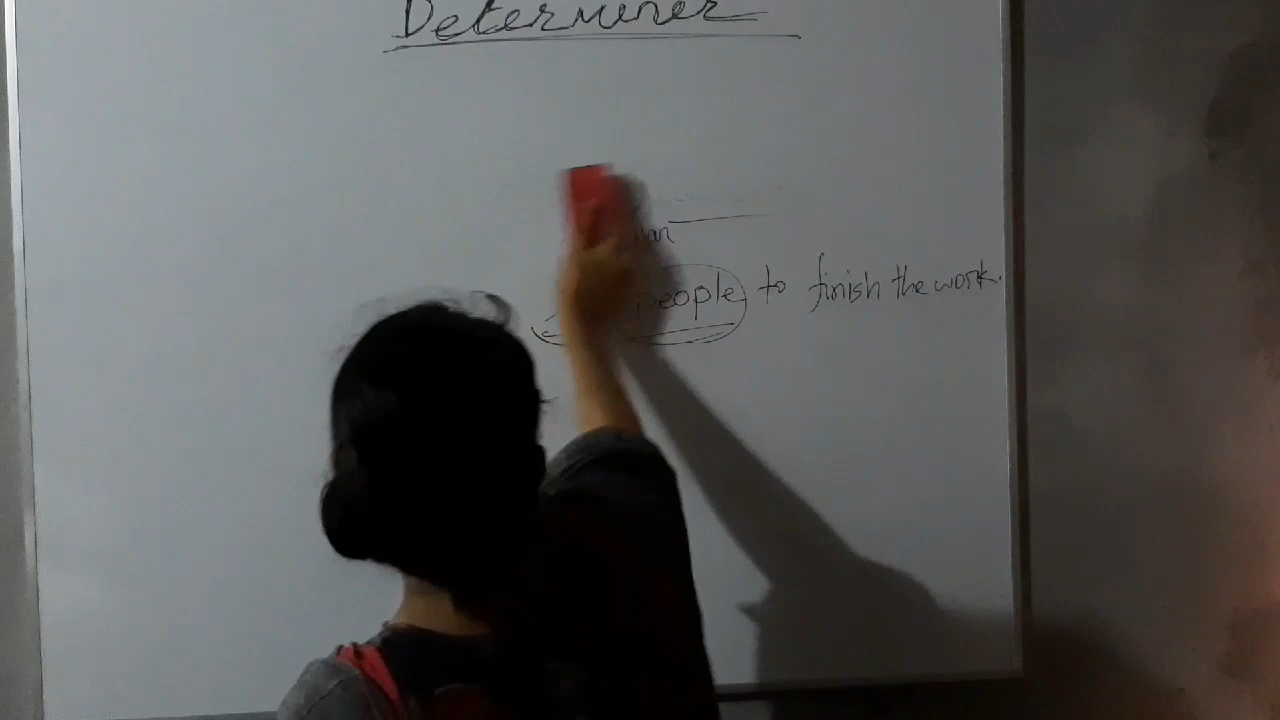 Determiner
people to finish the work.